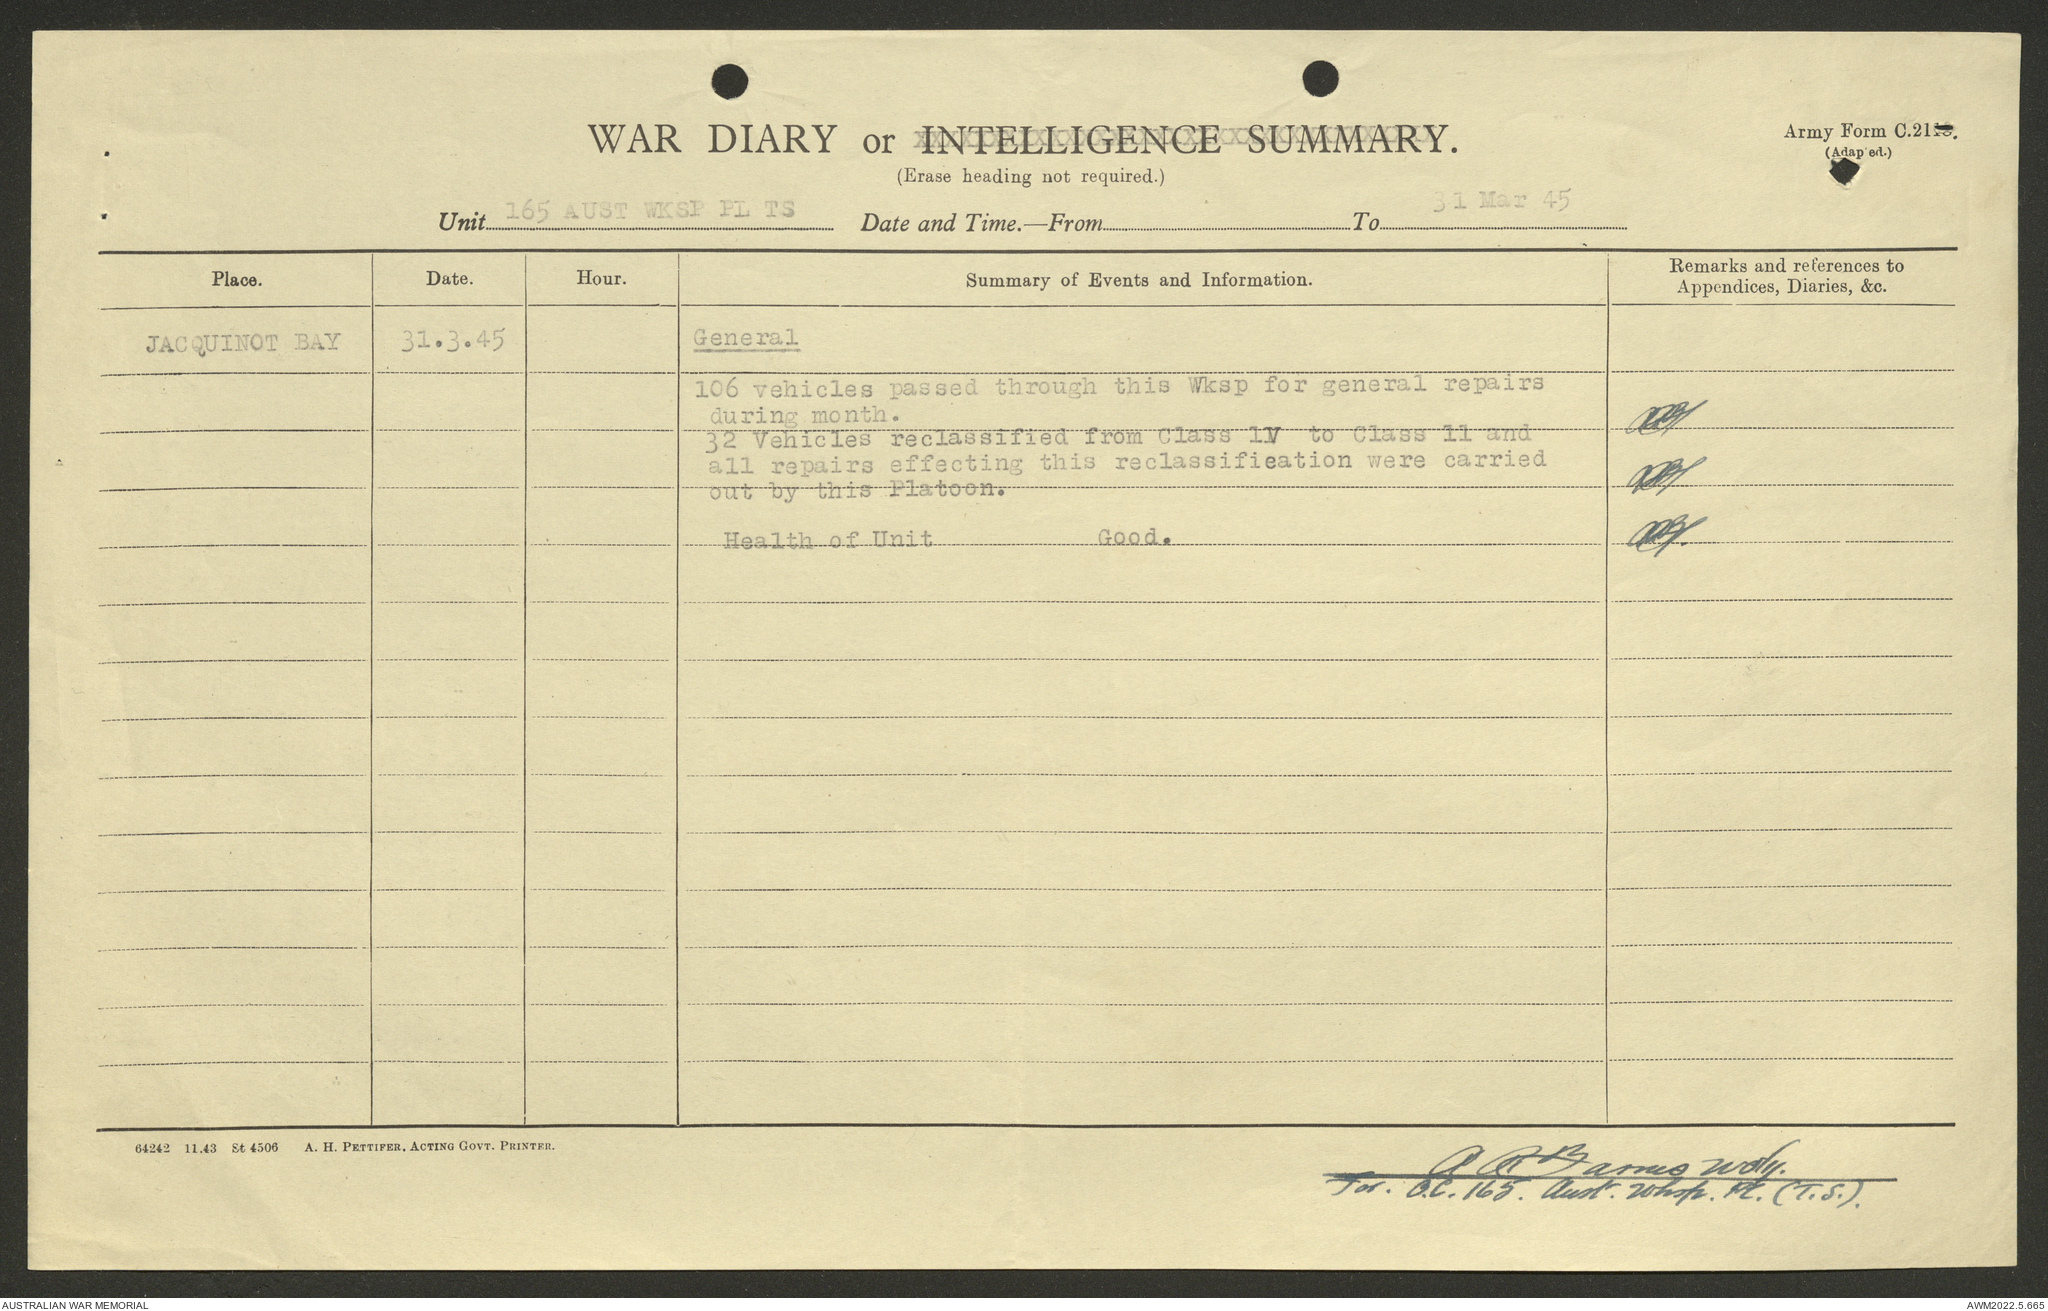 WAR DIARY or INTELLIGENCE SUMMARY.
(Erase heading not required.)
Army Form C.2118.
(Adapted.)
Unit 165 AUST WKSP PL TS Date and Time.—From To 31 Mar 45
Place. Date. Hour. Summary of Events and Information. Remarks and references to
Appendices, Diaries, &c.
JACQUINOT BAY 31.3.45 General
106 vehicles passed through this Wksp for general repairs
during month.
32 Vehicles reclassified from Class 1V to Class 11 and
all repairs effecting this reclassification were carried
out by this Platoon.
Health of Unit Good.
64242 11.43 St 4506 A. H. PETTIFER, ACTING GOVT. PRINTER.
For. O.C. 165. Aust. Wksp. Pl. (T.S.).
AUSTRALIAN WAR MEMORIAL
AWM2022.5.665